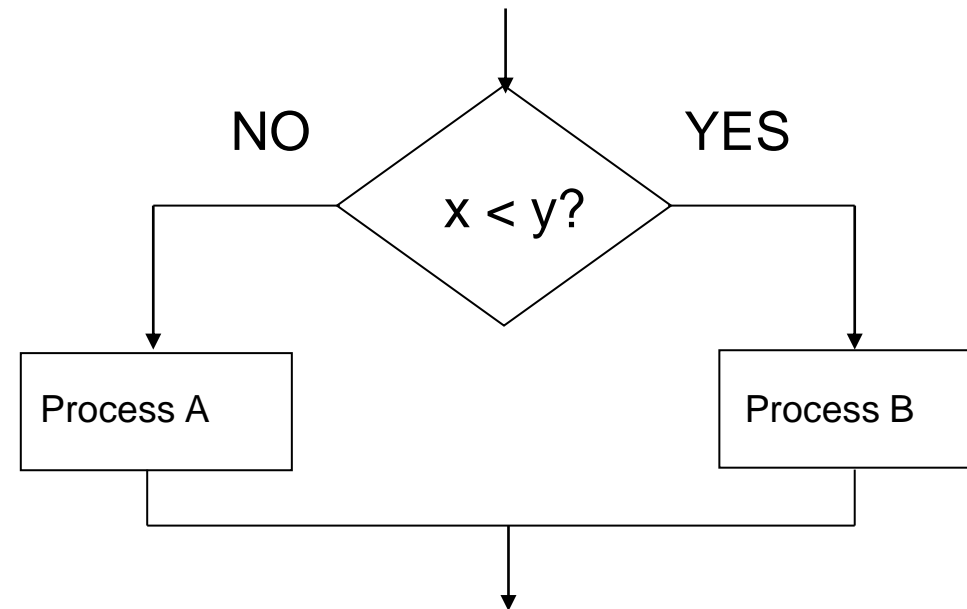 NO
YES
x < y?
Process A
Process B